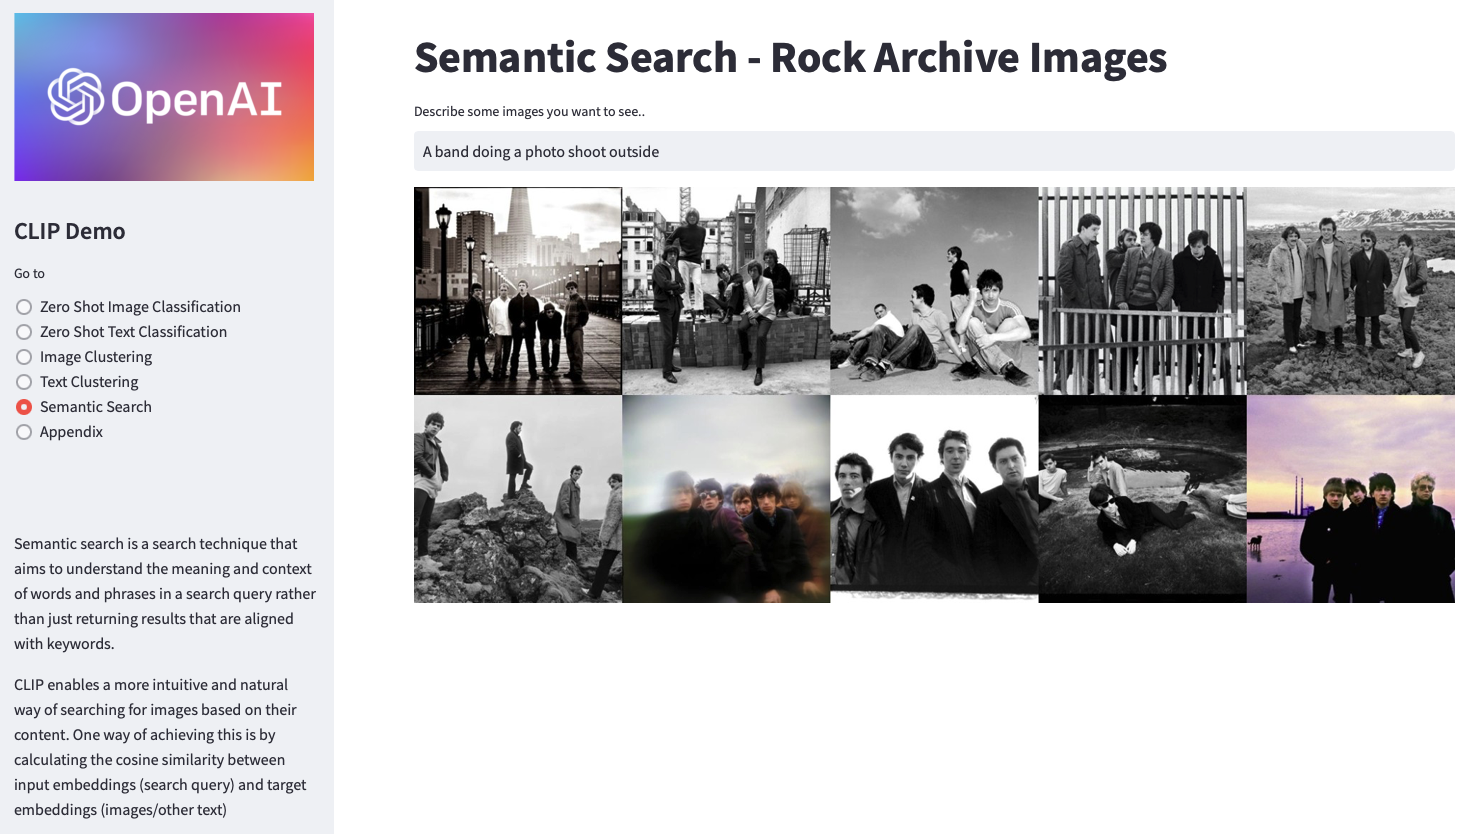 OpenAI
CLIP Demo
Go to
Zero Shot Image Classification
Zero Shot Text Classification
Image Clustering
Text Clustering
Semantic Search
Appendix
Semantic search is a search technique that
aims to understand the meaning and context
of words and phrases in a search query rather
than just returning results that are aligned
with keywords.
CLIP enables a more intuitive and natural
way of searching for images based on their
content. One way of achieving this is by
calculating the cosine similarity between
input embeddings (search query) and target
embeddings (images/other text)
Semantic Search - Rock Archive Images
Describe some images you want to see..
A band doing a photo shoot outside